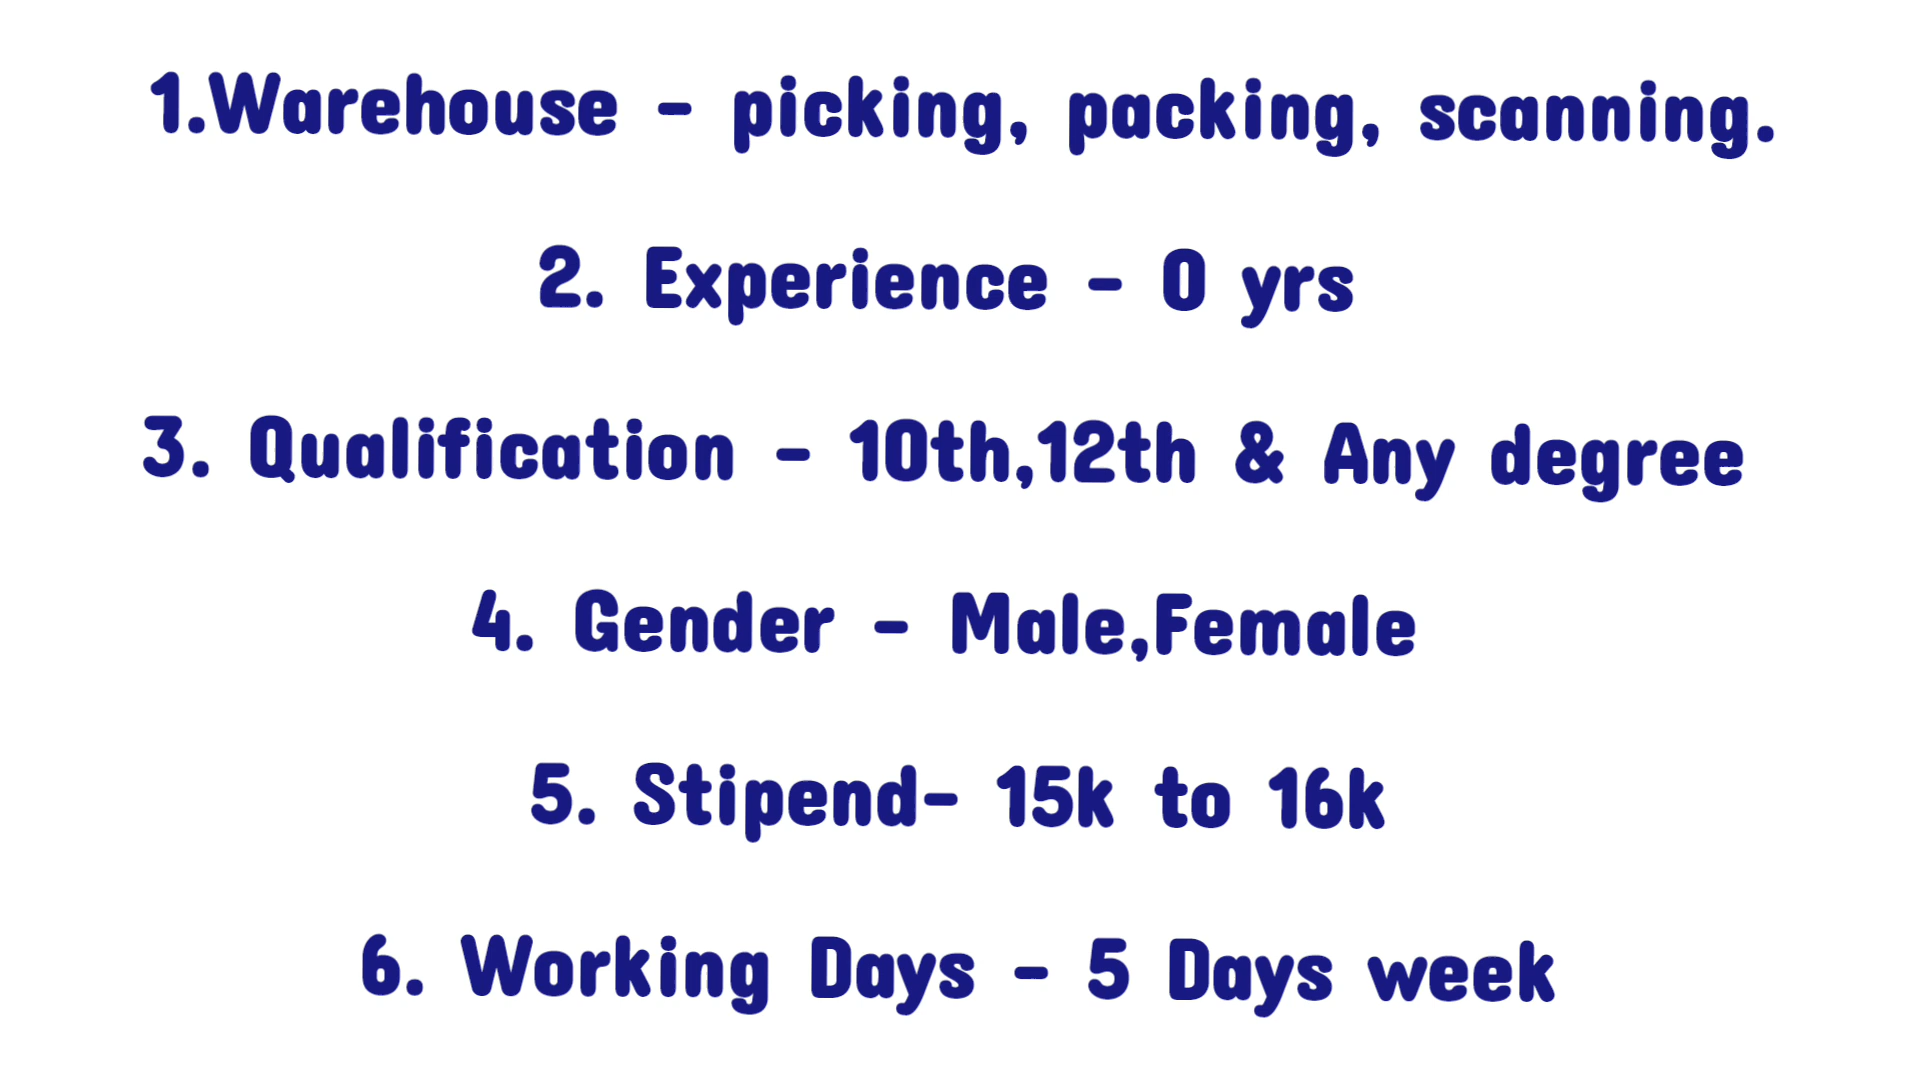 1.Warehouse - picking, packing, scanning.
2. Experience - 0 yrs
3. Qualification - 10th,12th & Any degree
4. Gender - Male,Female
5. Stipend- 15k to 16k
6. Working Days - 5 Days week